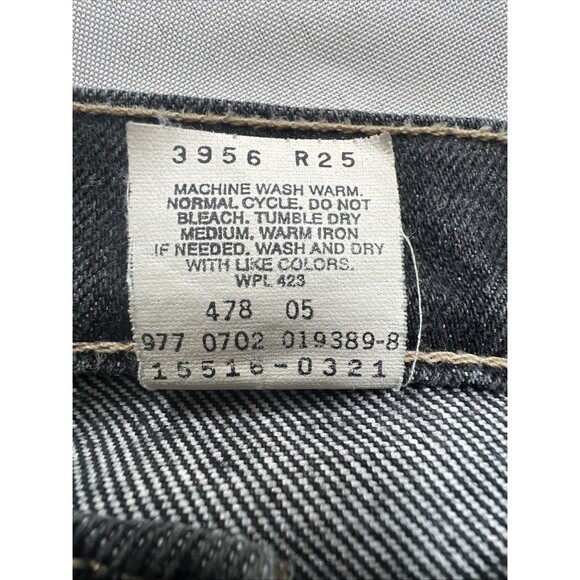 3956 R25
MACHINE WASH WARM.
NORMAL CYCLE. DO NOT
BLEACH. TUMBLE DRY
MEDIUM, WARM IRON
IF NEEDED. WASH AND DRY
WITH LIKE COLORS.
WPL 423
478 05
977 0702 019389-8
15516-0321